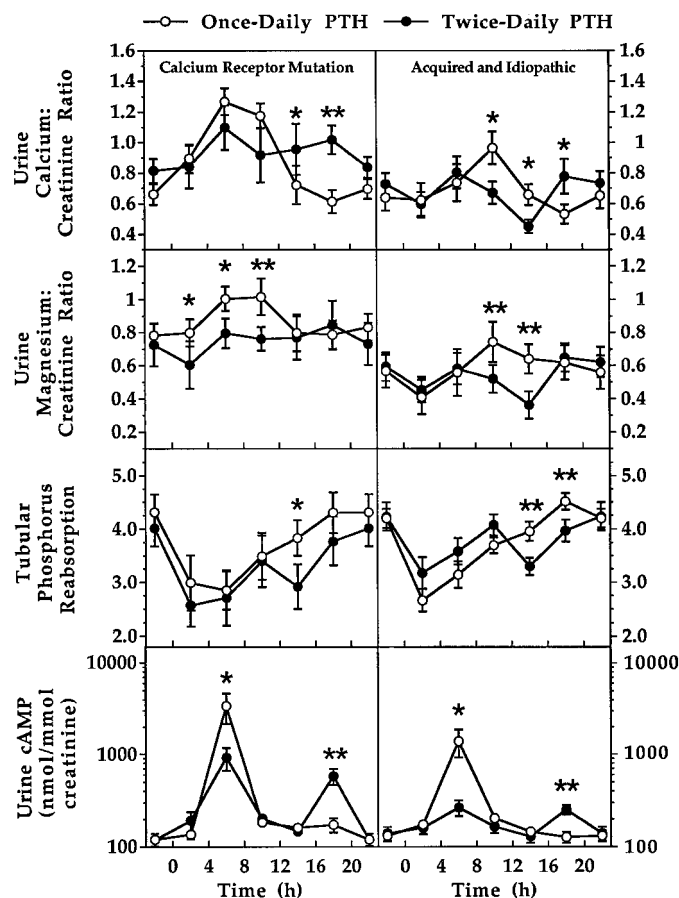 Once-Daily PTH Twice-Daily PTH
Calcium Receptor Mutation
Acquired and Idiopathic
Urine
Calcium:
Creatinine Ratio
1.6
1.4
1.2
1.0
0.8
0.6
0.4
* **
* * *
1.6
1.4
1.2
1
0.8
0.6
0.4
Urine
Magnesium:
Creatinine Ratio
1.2
1.0
0.8
0.6
0.4
0.2
* * **
** **
1.2
1
0.8
0.6
0.4
0.2
Tubular
Phosphorus
Reabsorption
5.0
4.0
3.0
2.0
*
** **
5.0
4.0
3.0
2.0
Urine cAMP
(nmol/mmol
creatinine)
10000
1000
100
* **
* **
10000
1000
100
0 4 8 12 16 20
0 4 8 12 16 20
Time (h)
Time (h)